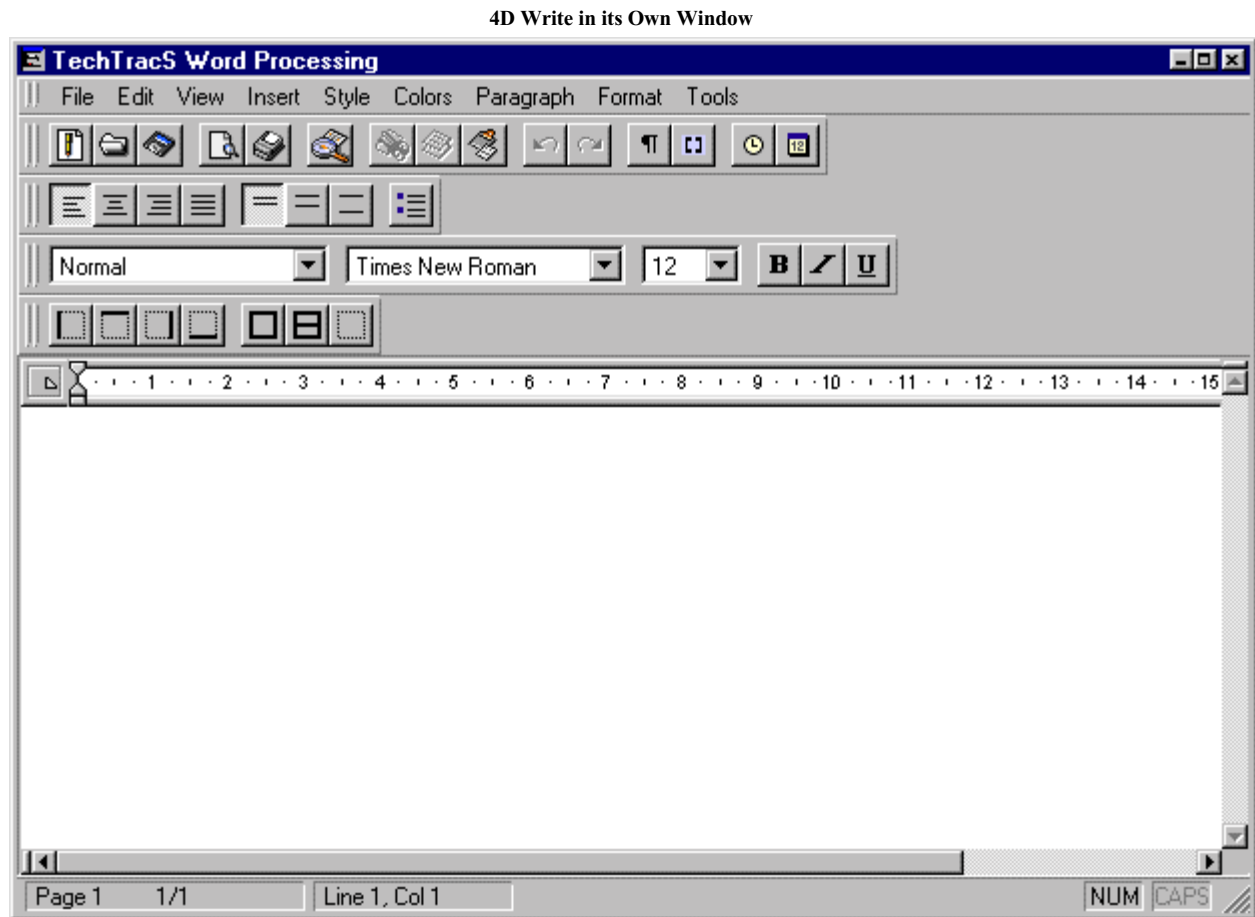 4D Write in its Own Window
TechTracS Word Processing
File Edit View Insert Style Colors Paragraph Format Tools
12
Normal Times New Roman 12 B I U
1 2 3 4 5 6 7 8 9 10 11 12 13 14 15
Page 1 1/1 Line 1, Col 1 NUM CAPS